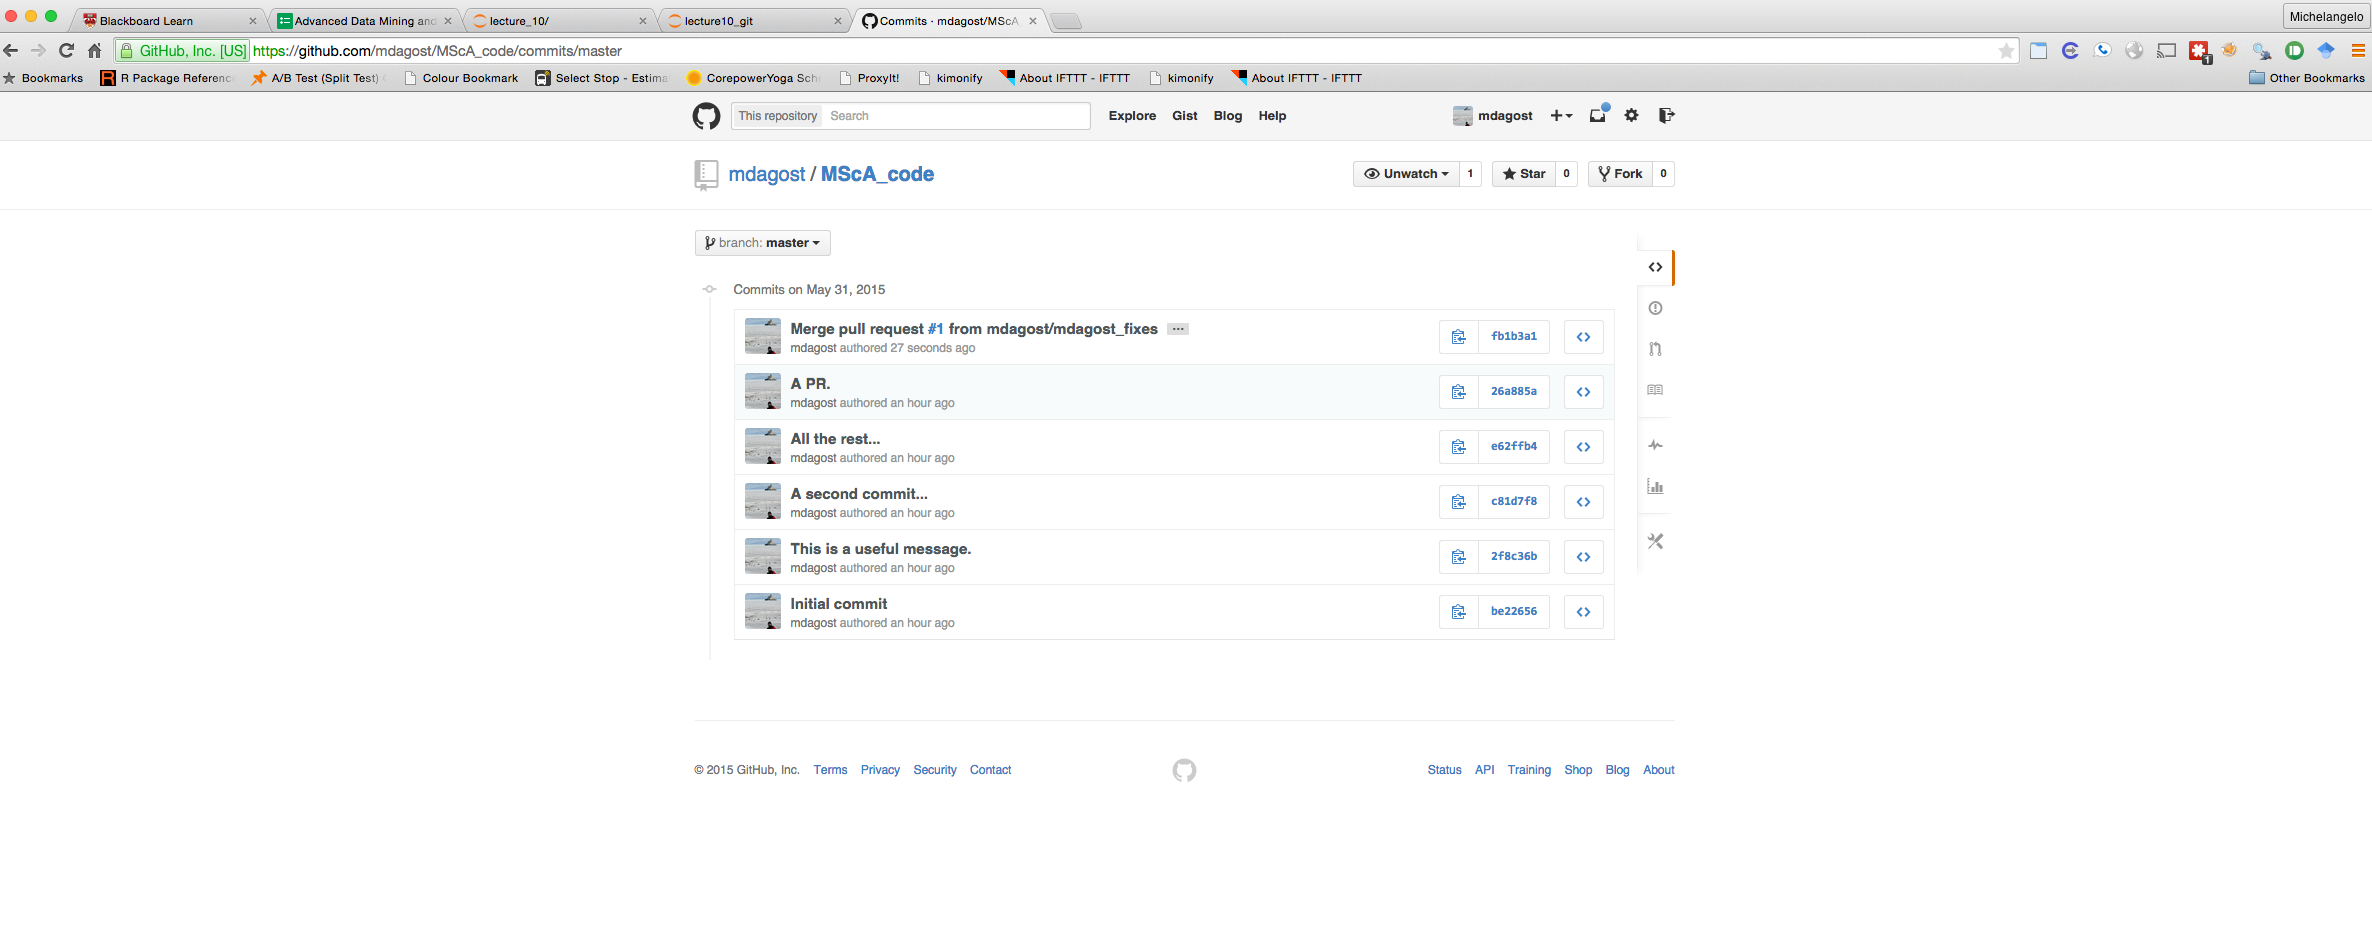 Blackboard Learn
Advanced Data Mining and
lecture_10/
lecture10_git
Commits · mdagost/MScA
Michelangelo
GitHub, Inc. [US] https://github.com/mdagost/MScA_code/commits/master
1
Bookmarks R Package Reference A/B Test (Split Test) Colour Bookmark Select Stop - Estima CorepowerYoga Sch ProxyIt! kimonify About IFTTT - IFTTT kimonify About IFTTT - IFTTT Other Bookmarks
This repository Search Explore Gist Blog Help mdagost
mdagost / MScA_code Unwatch 1 Star 0 Fork 0
branch: master
Commits on May 31, 2015
Merge pull request #1 from mdagost/mdagost_fixes ...
mdagost authored 27 seconds ago
fb1b3a1
A PR.
mdagost authored an hour ago
26a885a
All the rest...
mdagost authored an hour ago
e62ffb4
A second commit...
mdagost authored an hour ago
c81d7f8
This is a useful message.
mdagost authored an hour ago
2f8c36b
Initial commit
mdagost authored an hour ago
be22656
© 2015 GitHub, Inc. Terms Privacy Security Contact Status API Training Shop Blog About